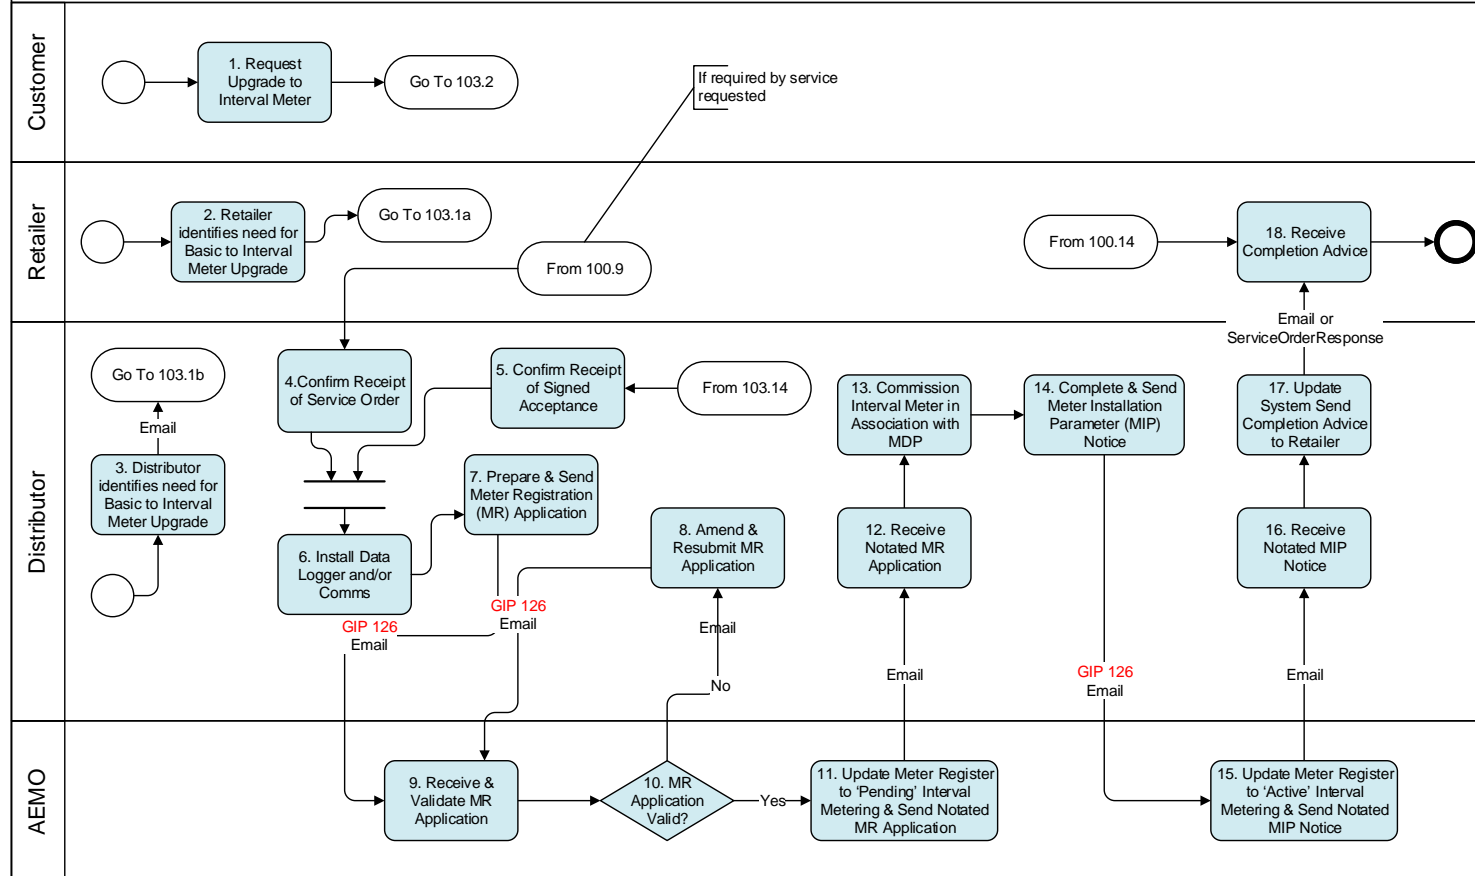 Customer
1. Request
Upgrade to
Interval Meter
Go To 103.2
If required by service
requested
Retailer
2. Retailer
identifies need for
Basic to Interval
Meter Upgrade
Go To 103.1a
From 100.9
From 100.14
18. Receive
Completion Advice
Email or
ServiceOrderResponse
Distributor
Go To 103.1b
Email
3. Distributor
identifies need for
Basic to Interval
Meter Upgrade
4.Confirm Receipt
of Service Order
5. Confirm Receipt
of Signed
Acceptance
From 103.14
6. Install Data
Logger and/or
Comms
7. Prepare & Send
Meter Registration
(MR) Application
8. Amend &
Resubmit MR
Application
GIP 126
Email
GIP 126
Email
Email
No
13. Commission
Interval Meter in
Association with
MDP
12. Receive
Notated MR
Application
Email
14. Complete & Send
Meter Installation
Parameter (MIP)
Notice
GIP 126
Email
17. Update
System Send
Completion Advice
to Retailer
16. Receive
Notated MIP
Notice
Email
AEMO
9. Receive &
Validate MR
Application
10. MR
Application
Valid?
Yes
11. Update Meter Register
to ‘Pending’ Interval
Metering & Send Notated
MR Application
15. Update Meter Register
to ‘Active’ Interval
Metering & Send Notated
MIP Notice